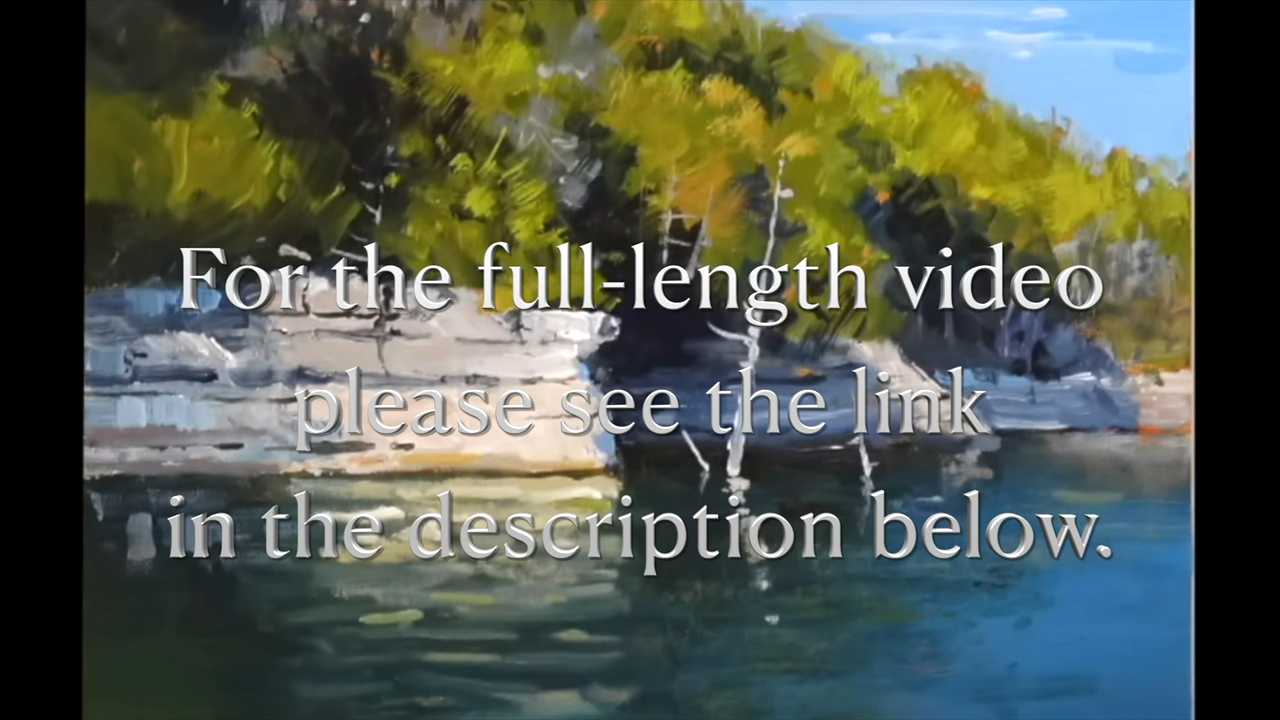 For the full-length video
please see the link
in the description below.